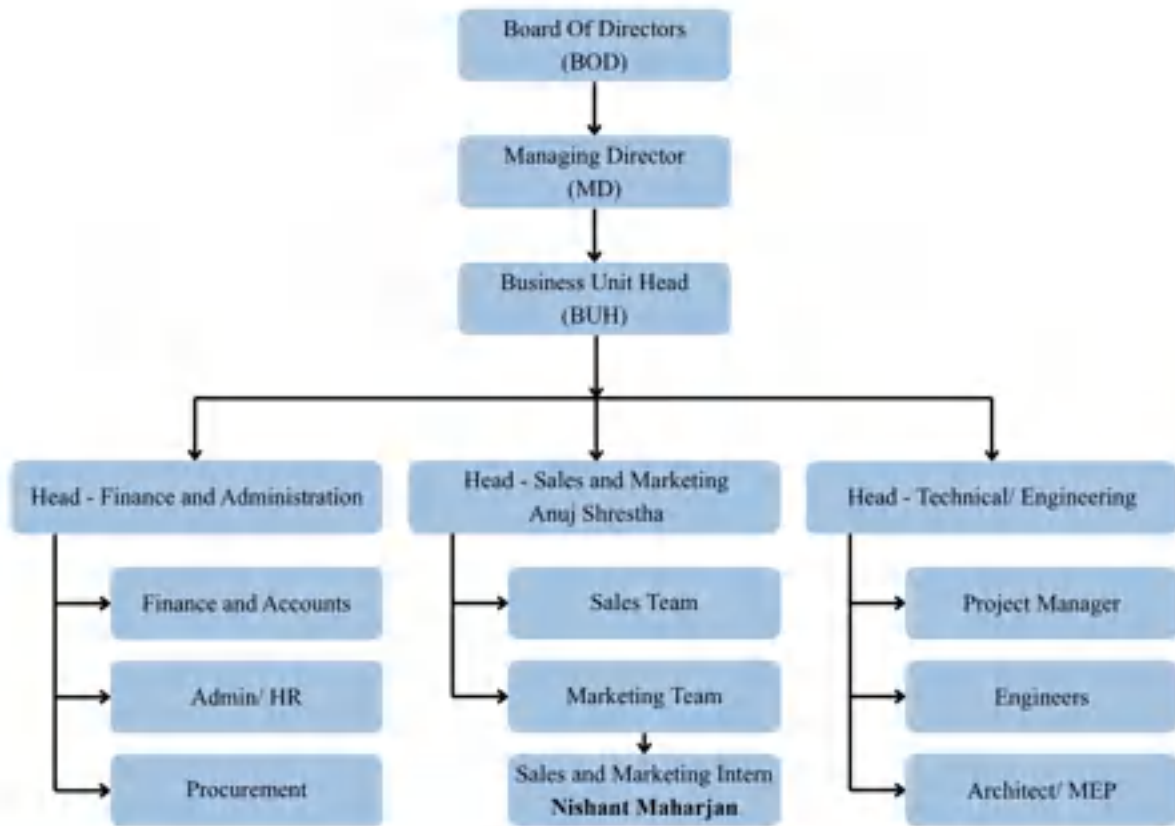 Board Of Directors
(BOD)
Managing Director
(MD)
Business Unit Head
(BUH)
Head - Finance and Administration
Finance and Accounts
Admin/ HR
Procurement
Head - Sales and Marketing
Anuj Shrestha
Sales Team
Marketing Team
Sales and Marketing Intern
Nishant Maharjan
Head - Technical/ Engineering
Project Manager
Engineers
Architect/ MEP